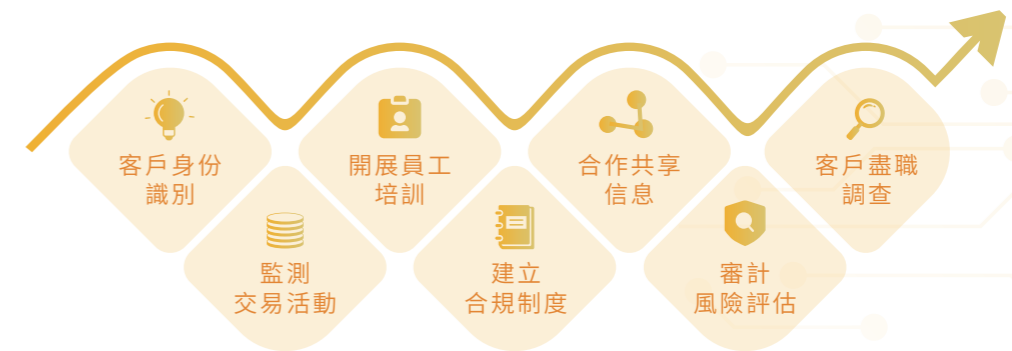 客戶身份
識別
監測
交易活動
開展員工
培訓
建立
合規制度
合作共享
信息
審計
風險評估
客戶盡職
調查